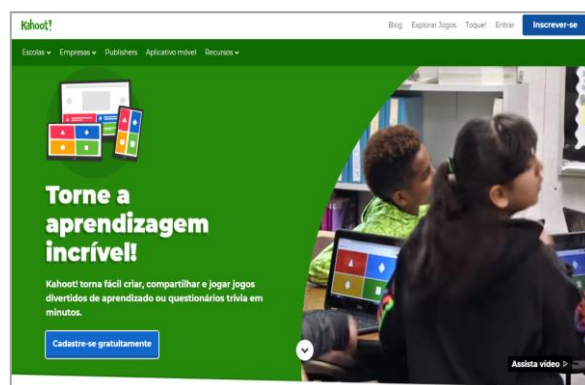 Kahoot!
Blog Explorar Jogos Toque! Entrar Inscrever-se
Escolas Empresas Publishers Aplicativo móvel Recursos
Torne a
aprendizagem
incrível!
Kahoot! torna fácil criar, compartilhar e jogar jogos
divertidos de aprendizado ou questionários trivia em
minutos.
Cadastre-se gratuitamente
Assista vídeo